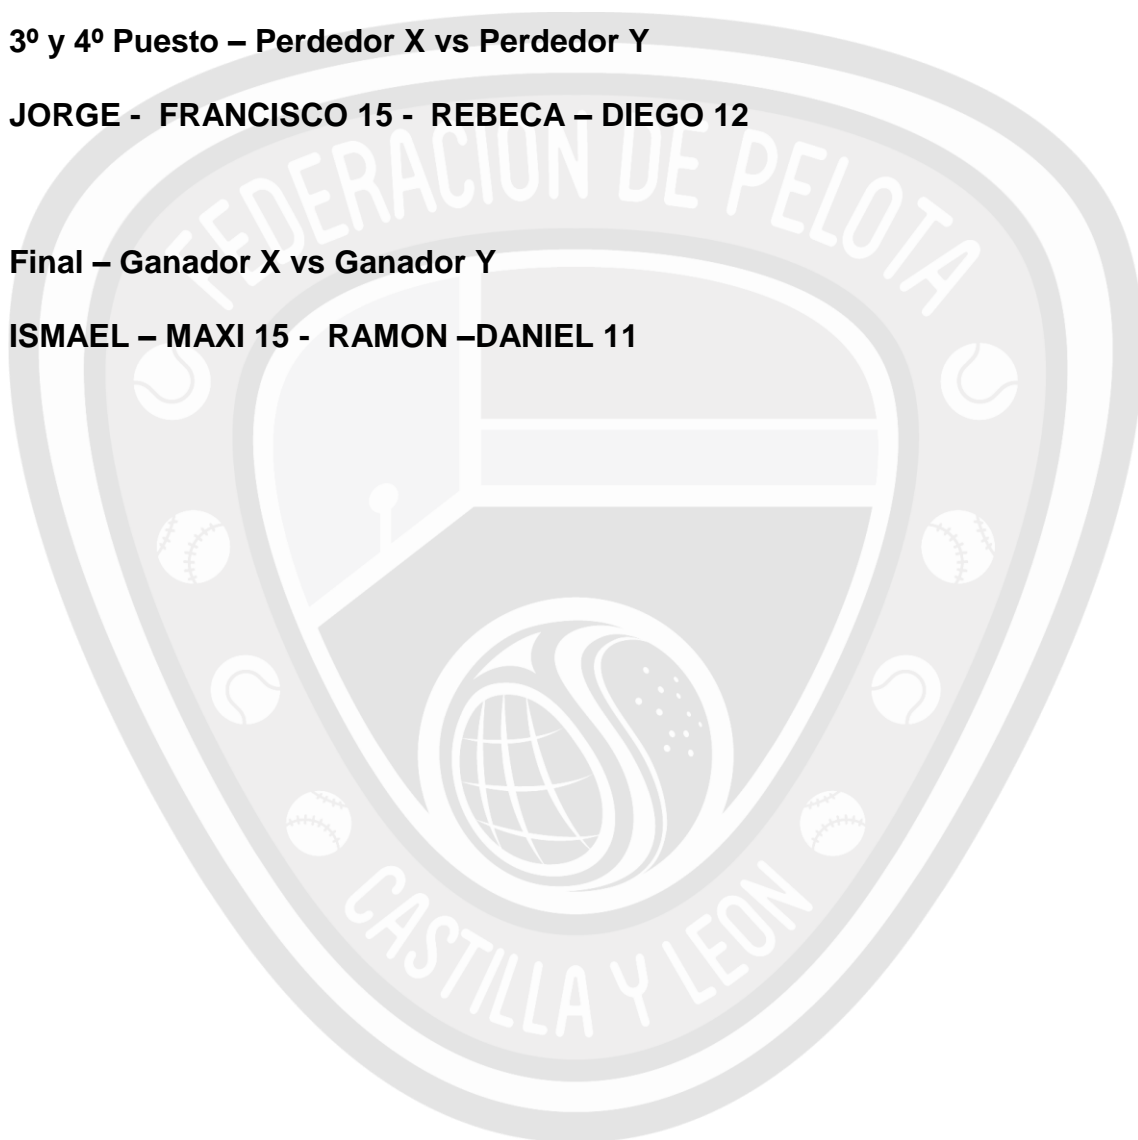 3º y 4º Puesto – Perdedor X vs Perdedor Y
JORGE - FRANCISCO 15 - REBECA – DIEGO 12
Final – Ganador X vs Ganador Y
ISMAEL – MAXI 15 - RAMON –DANIEL 11
FEDERACION DE PELOTA
CASTILLA Y LEON